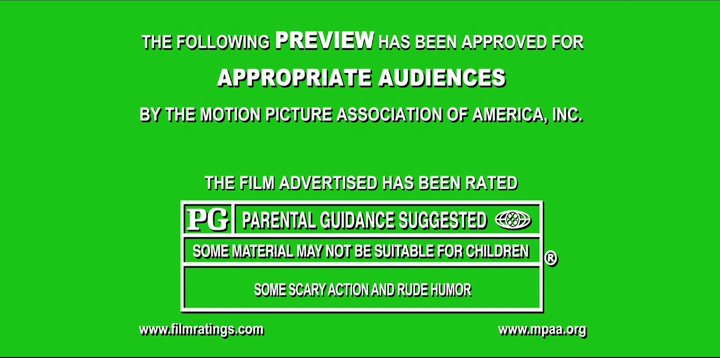 THE FOLLOWING PREVIEW HAS BEEN APPROVED FOR
APPROPRIATE AUDIENCES
BY THE MOTION PICTURE ASSOCIATION OF AMERICA, INC.
THE FILM ADVERTISED HAS BEEN RATED
PG PARENTAL GUIDANCE SUGGESTED
SOME MATERIAL MAY NOT BE SUITABLE FOR CHILDREN
®
SOME SCARY ACTION AND RUDE HUMOR
www.filmratings.com www.mpaa.org